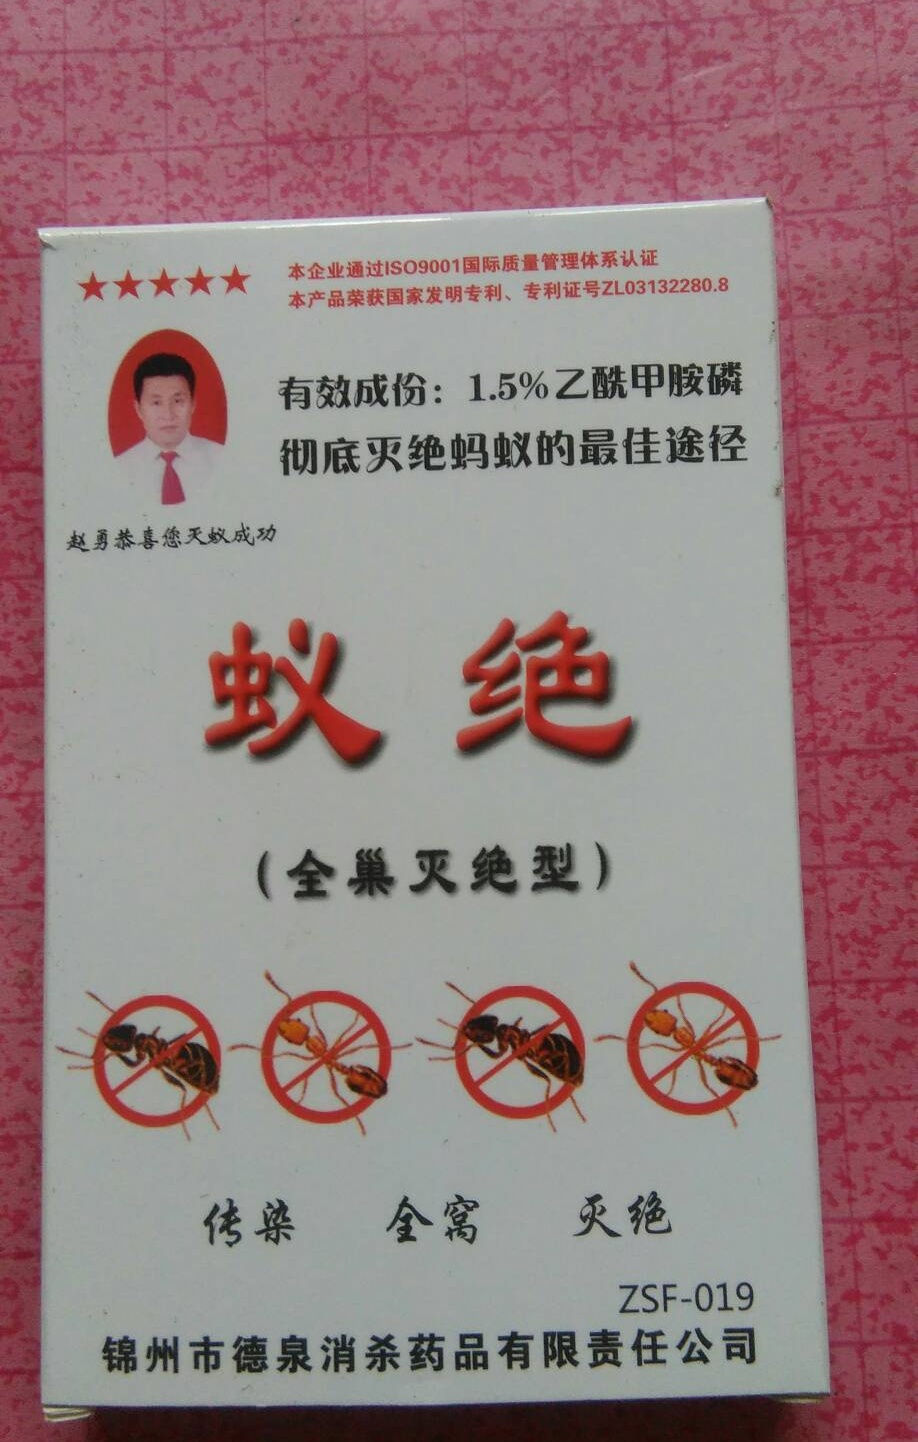 本企业通过ISO9001国际质量管理体系认证
本产品荣获国家发明专利、专利证号ZL03132280.8
有效成份：1.5%乙酰甲胺磷
彻底灭绝蚂蚁的最佳途径
赵勇恭喜您灭蚁成功
蚁绝
（全巢灭绝型）
传染 全窝 灭绝
ZSF-019
锦州市德泉消杀药品有限责任公司